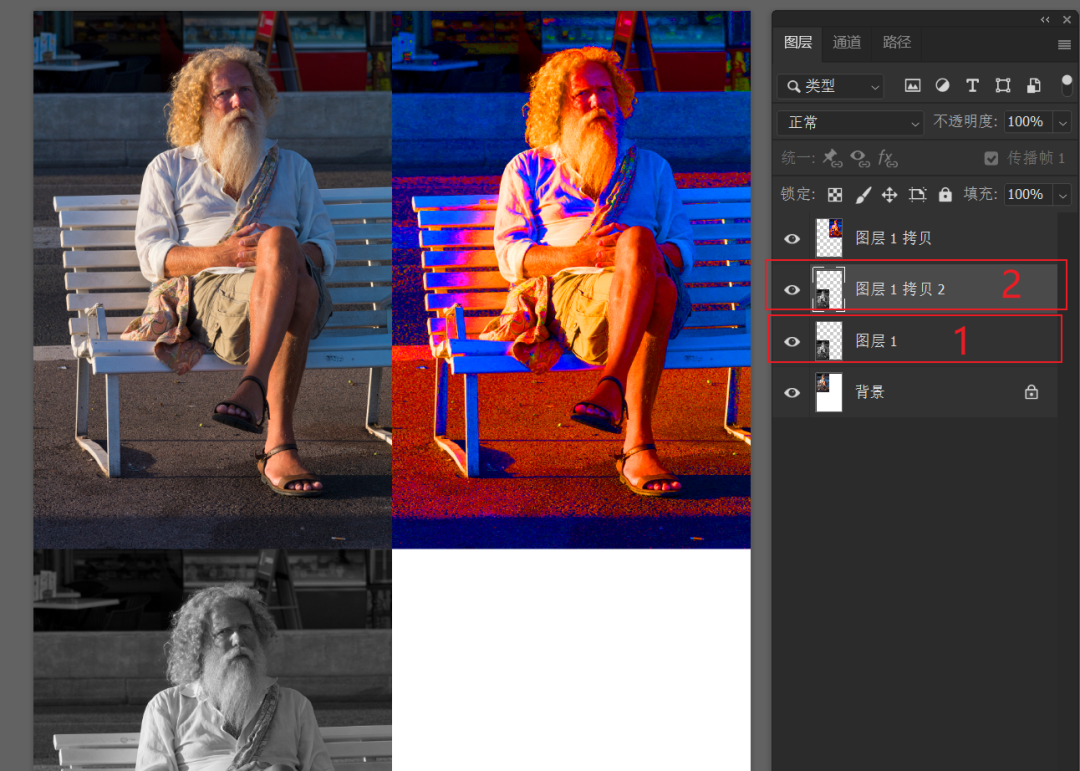 图层 通道 路径
类型
正常 不透明度: 100%
统一: 传播帧 1
锁定: 填充: 100%
图层 1 拷贝
图层 1 拷贝 2 2
图层 1 1
背景